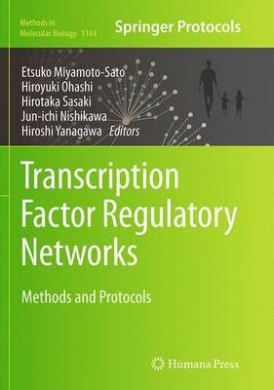 Methods in
Molecular Biology 1164
Springer Protocols
Etsuko Miyamoto-Sato
Hiroyuki Ohashi
Hirotaka Sasaki
Jun-ichi Nishikawa
Hiroshi Yanagawa Editors
Transcription
Factor Regulatory
Networks
Methods and Protocols
Humana Press